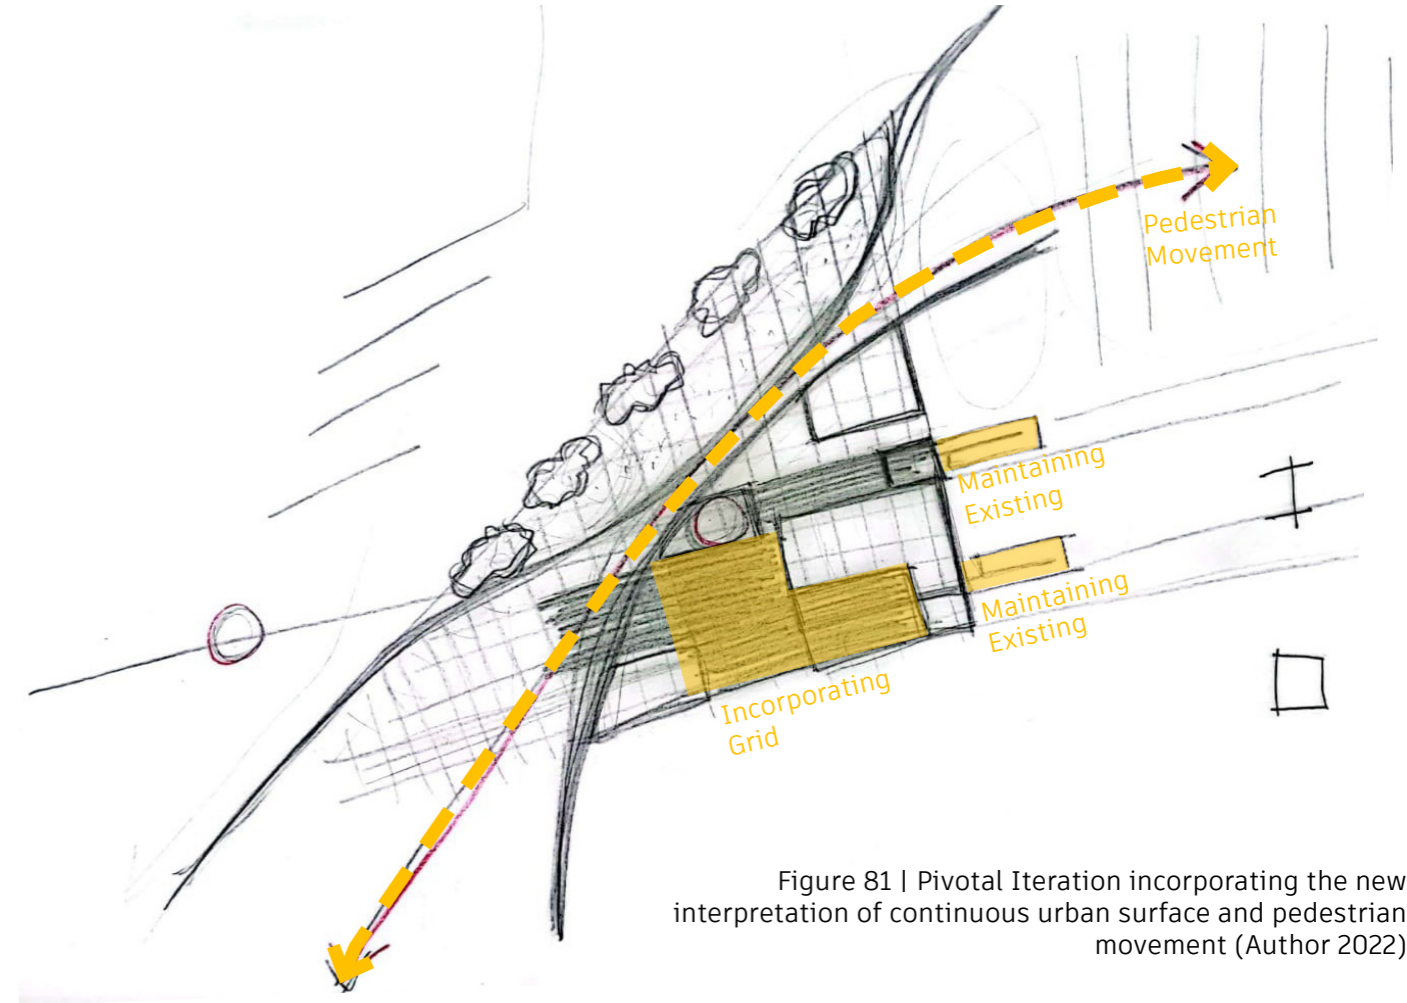 Pedestrian
Movement
Maintaining
Existing
Maintaining
Existing
Incorporating
Grid
Figure 81 | Pivotal Iteration incorporating the new
interpretation of continuous urban surface and pedestrian
movement (Author 2022)